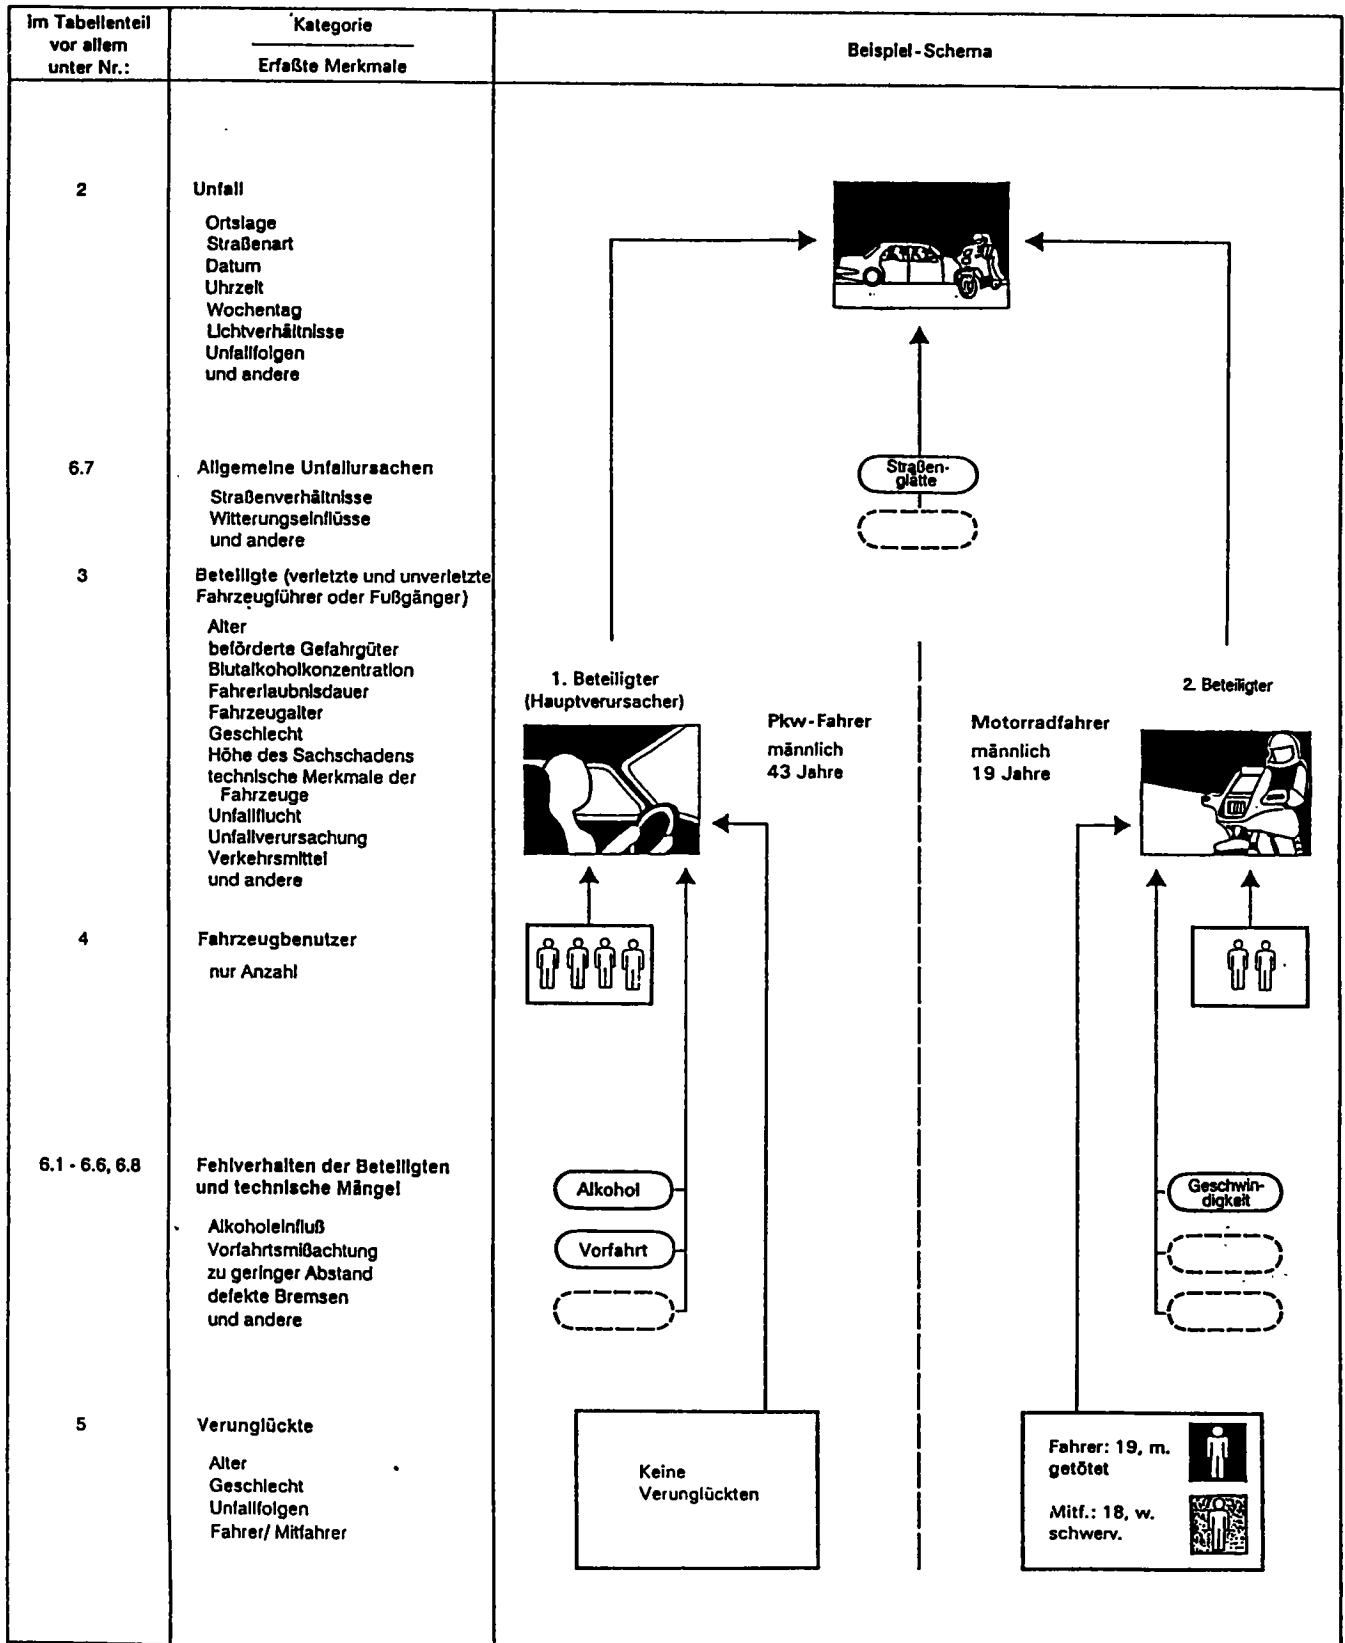 Im Tabellenteil
vor allem
unter Nr.:
Kategorie
Erfaßte Merkmale
Beispiel-Schema
2
Unfall
Ortslage
Straßenart
Datum
Uhrzeit
Wochentag
Lichtverhältnisse
Unfallfolgen
und andere
6.7
Allgemeine Unfallursachen
Straßenverhältnisse
Witterungseinflüsse
und andere
Straßen-
glätte
3
Beteiligte (verletzte und unverletzte
Fahrzeugführer oder Fußgänger)
Alter
beförderte Gefahrgüter
Blutalkoholkonzentration
Fahrerlaubnisdauer
Fahrzeugalter
Geschlecht
Höhe des Sachschadens
technische Merkmale der
Fahrzeuge
Unfallflucht
Unfallverursachung
Verkehrsmittel
und andere
1. Beteiligter
(Hauptverursacher)
Pkw-Fahrer
männlich
43 Jahre
Motorradfahrer
männlich
19 Jahre
2. Beteiligter
4
Fahrzeugbenutzer
nur Anzahl
6.1 - 6.6, 6.8
Fehlverhalten der Beteiligten
und technische Mängel
Alkoholeinfluß
Vorfahrtsmißachtung
zu geringer Abstand
defekte Bremsen
und andere
Alkohol
Vorfahrt
Geschwin-
digkeit
5
Verunglückte
Alter
Geschlecht
Unfallfolgen
Fahrer/ Mitfahrer
Keine
Verunglückten
Fahrer: 19, m.
getötet
Mitf.: 18, w.
schwerv.